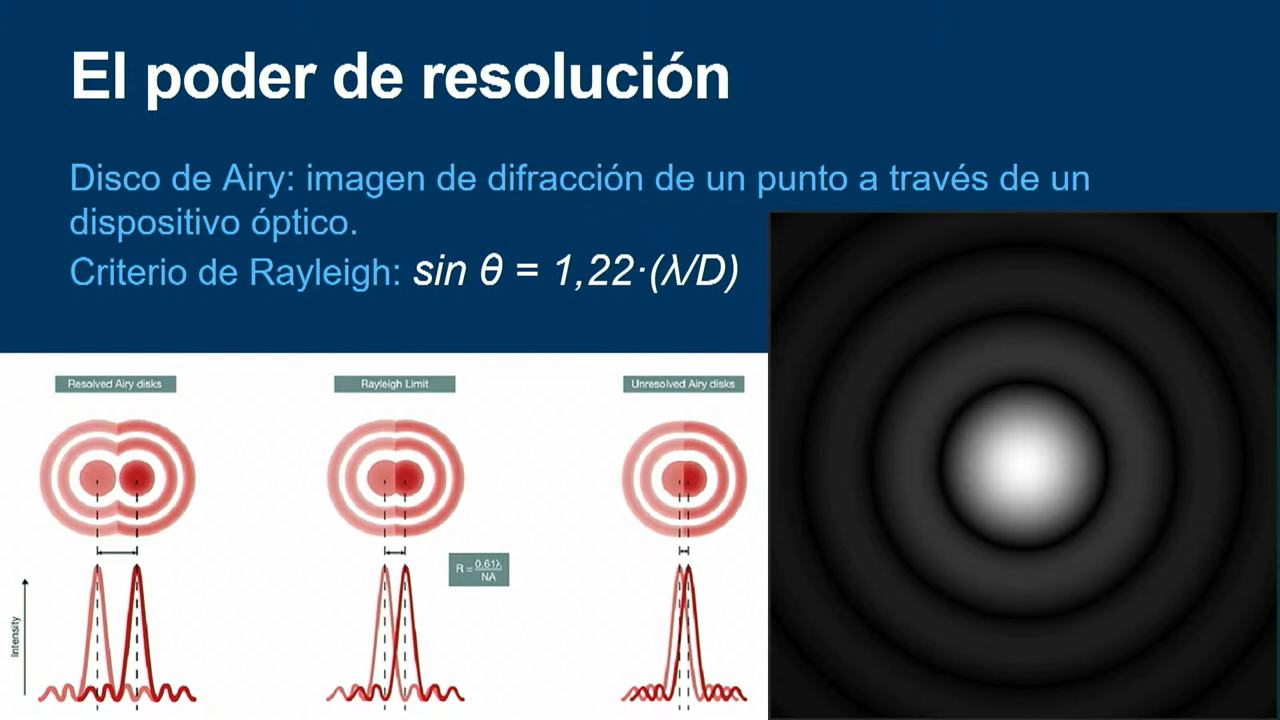 El poder de resolución
Disco de Airy: imagen de difracción de un punto a través de un
dispositivo óptico.
Criterio de Rayleigh: sin θ = 1,22·(λ/D)
Resolved Airy disks
Rayleigh Limit
Unresolved Airy disks
R = 0.61λ
NA
Intensity